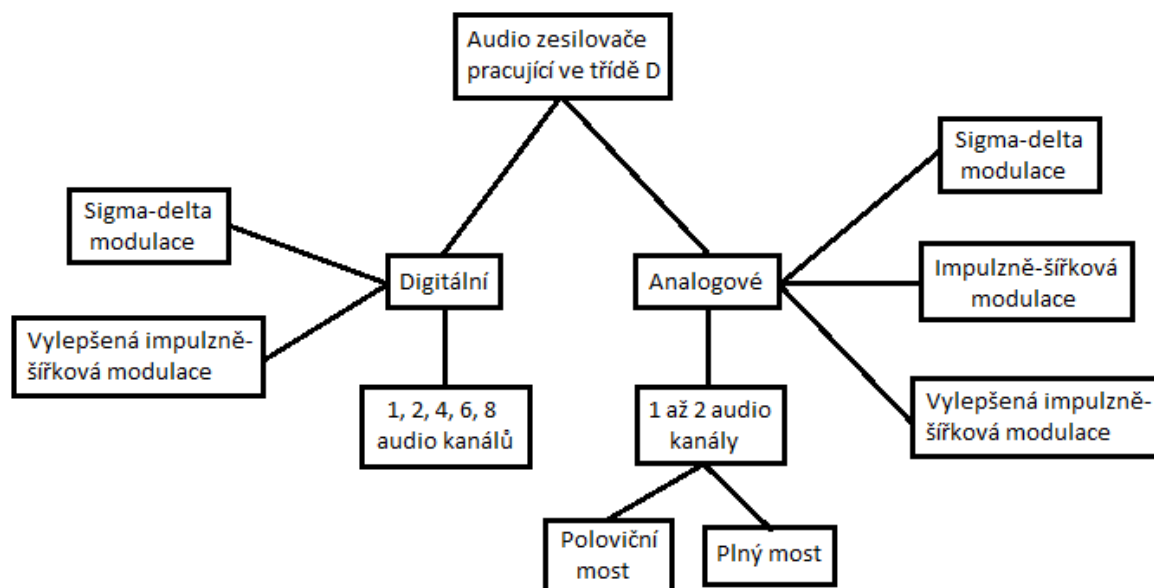 Audio zesilovače
pracující ve třídě D
Sigma-delta
modulace
Vylepšená impulzně-
šířková modulace
Digitální
1, 2, 4, 6, 8
audio kanálů
Analogové
1 až 2 audio
kanály
Poloviční
most
Plný most
Sigma-delta
modulace
Impulzně-šířková
modulace
Vylepšená impulzně-
šířková modulace